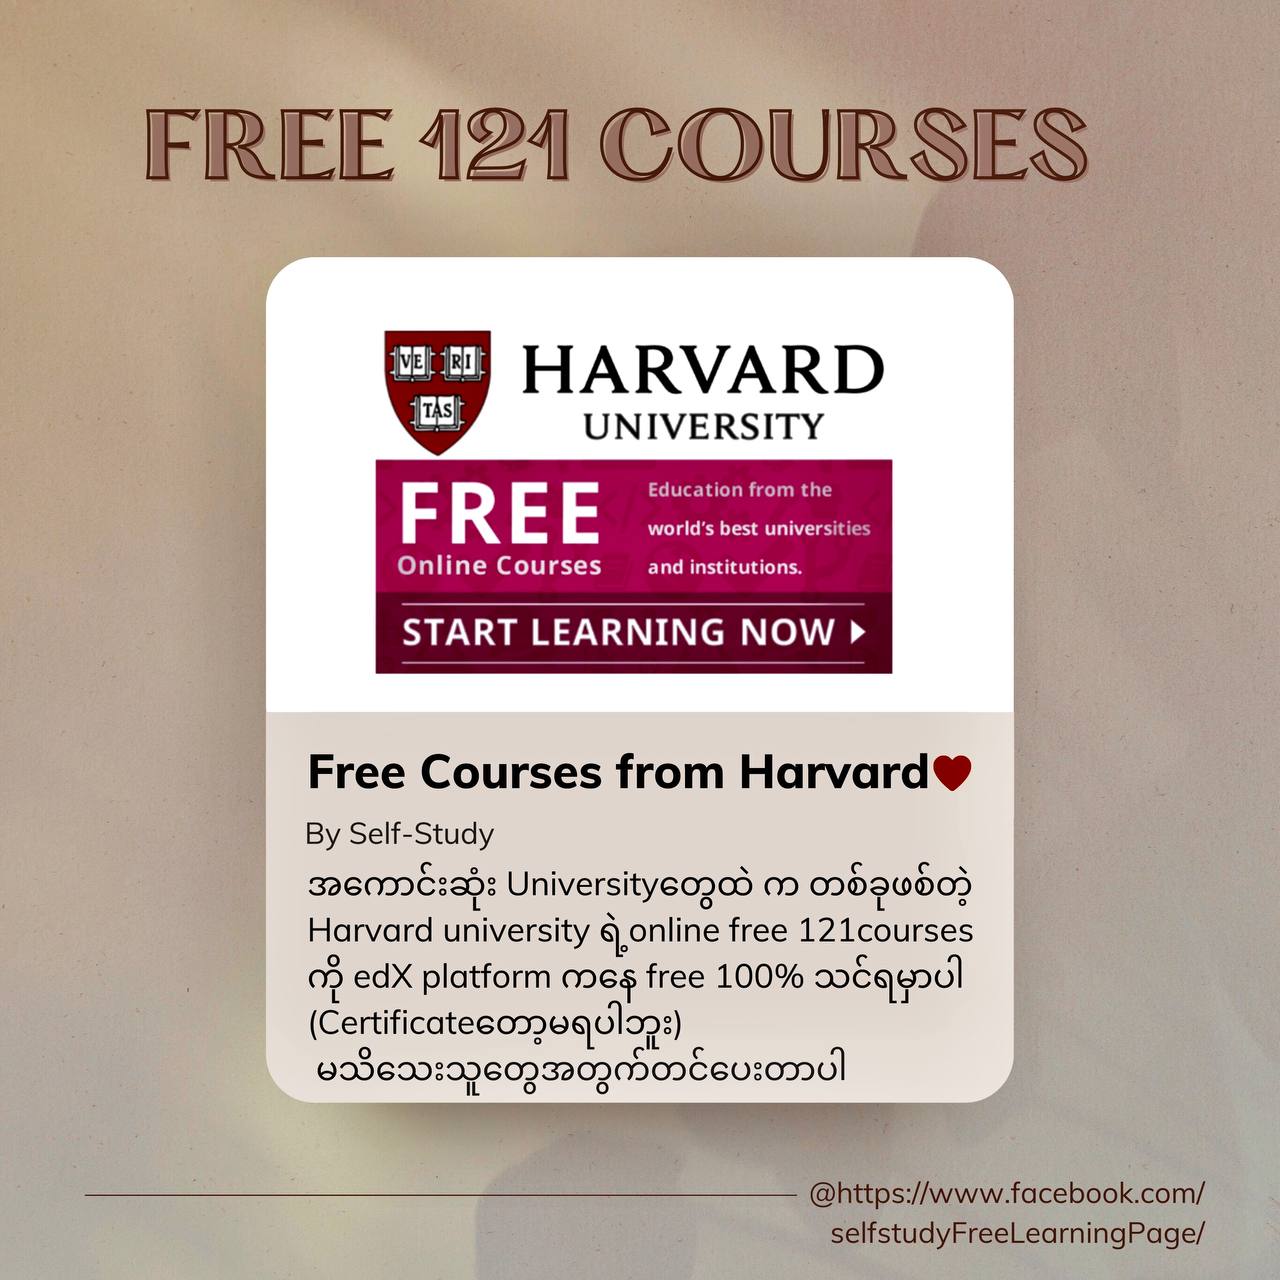 FREE 121 COURSES
VE RI
TAS
HARVARD
UNIVERSITY
FREE
Online Courses
Education from the
world's best universities
and institutions.
START LEARNING NOW
Free Courses from Harvard
By Self-Study
အကောင်းဆုံး Universityတွေထဲ က တစ်ခုဖစ်တဲ့
Harvard university ရဲ့online free 121courses
ကို edX platform ကနေ free 100% သင်ရမှာပါ
(Certificateတော့မရပါဘူး)
မသိသေးသူတွေအတွက်တင်ပေးတာပါ
@https://www.facebook.com/
selfstudyFreeLearningPage/